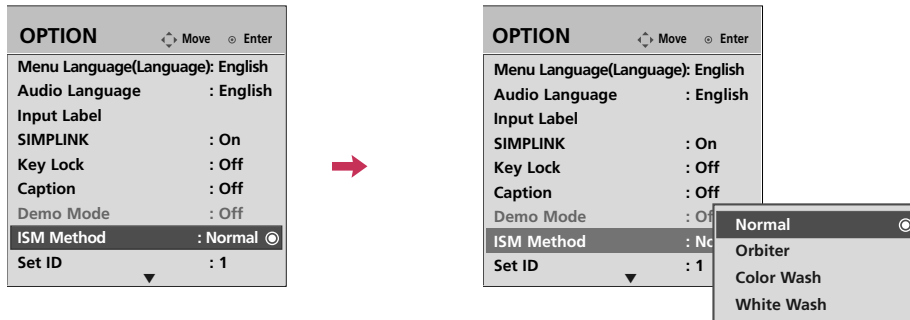 OPTION Move Enter
Menu Language(Language): English
Audio Language : English
Input Label
SIMPLINK : On
Key Lock : Off
Caption : Off
Demo Mode : Off
ISM Method : Normal
Set ID : 1
OPTION Move Enter
Menu Language(Language): English
Audio Language : English
Input Label
SIMPLINK : On
Key Lock : Off
Caption : Off
Demo Mode : Of
ISM Method : No
Set ID : 1
Normal
Orbiter
Color Wash
White Wash